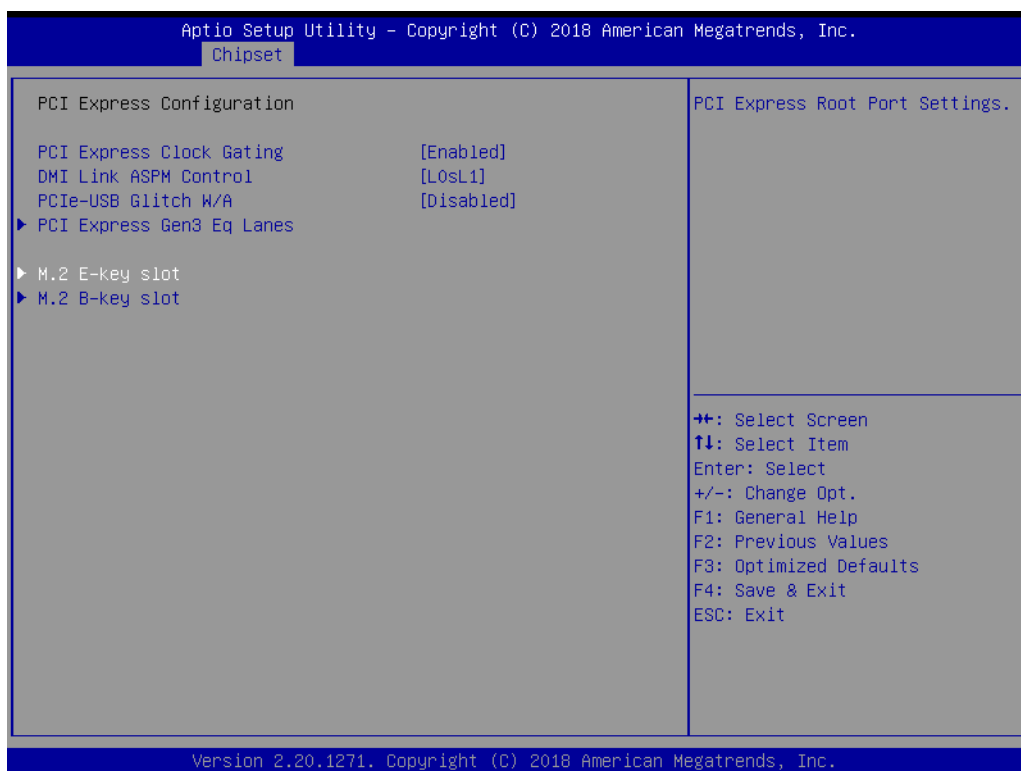 Aptio Setup Utility – Copyright (C) 2018 American Megatrends, Inc.
Chipset
PCI Express Configuration
PCI Express Clock Gating [Enabled]
DMI Link ASPM Control [L0sL1]
PCIe-USB Glitch W/A [Disabled]
▶ PCI Express Gen3 Eq Lanes
▶ M.2 E-key slot
▶ M.2 B-key slot
PCI Express Root Port Settings.
→←: Select Screen
↑↓: Select Item
Enter: Select
+/-: Change Opt.
F1: General Help
F2: Previous Values
F3: Optimized Defaults
F4: Save & Exit
ESC: Exit
Version 2.20.1271. Copyright (C) 2018 American Megatrends, Inc.